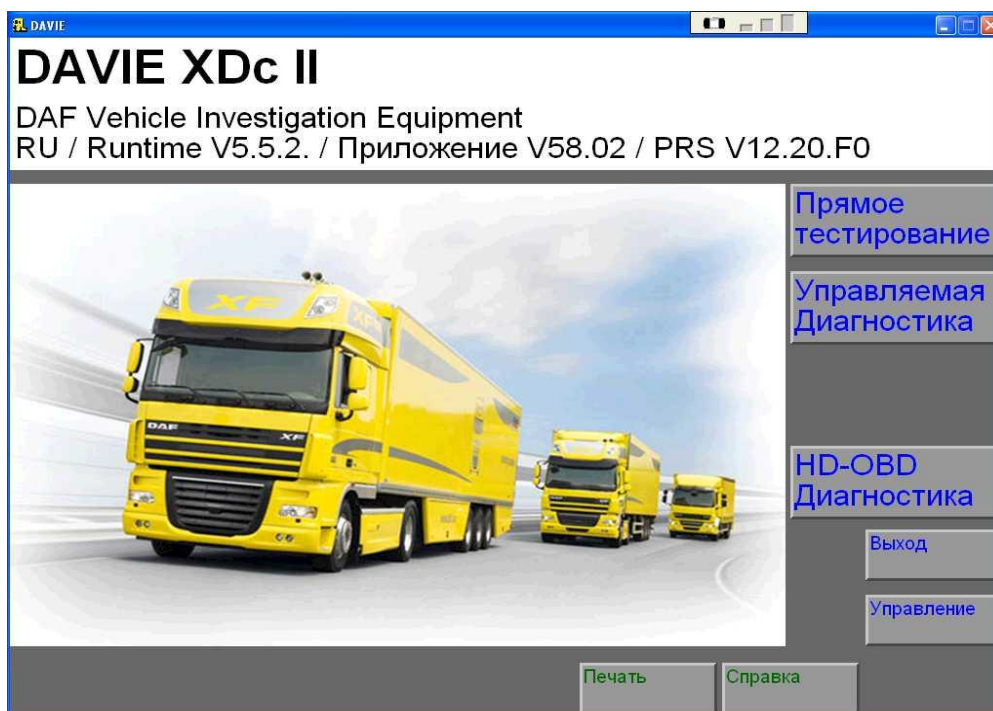 DAVIE
DAVIE XDc II
DAF Vehicle Investigation Equipment
RU / Runtime V5.5.2. / Приложение V58.02 / PRS V12.20.F0
Прямое
тестирование
Управляемая
Диагностика
HD-OBD
Диагностика
Выход
Управление
Печать
Справка
XF
DAF
XF